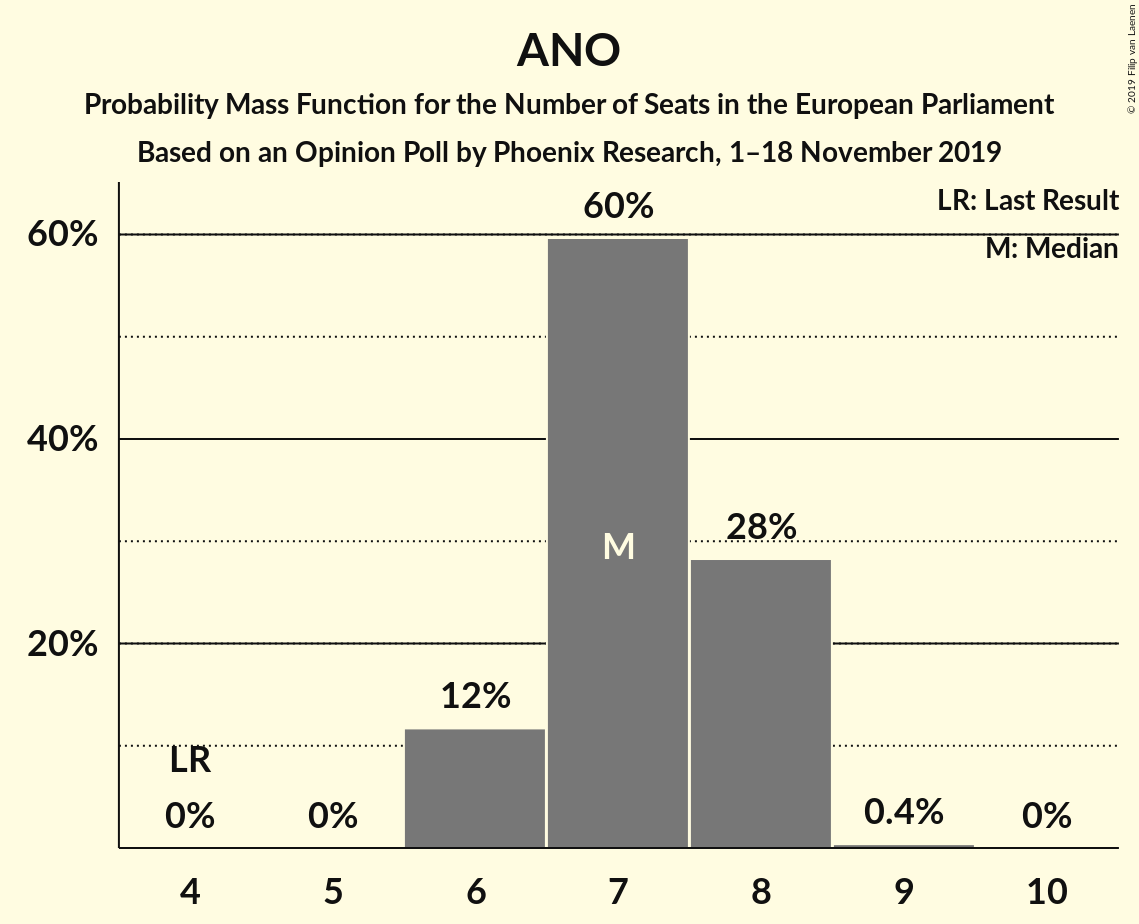 ANO
Probability Mass Function for the Number of Seats in the European Parliament
Based on an Opinion Poll by Phoenix Research, 1–18 November 2019
© 2019 Filip van Laenen
LR: Last Result
M: Median
60%
40%
20%
LR
0%
0%
12%
60%
M
28%
0.4%
0%
4 5 6 7 8 9 10